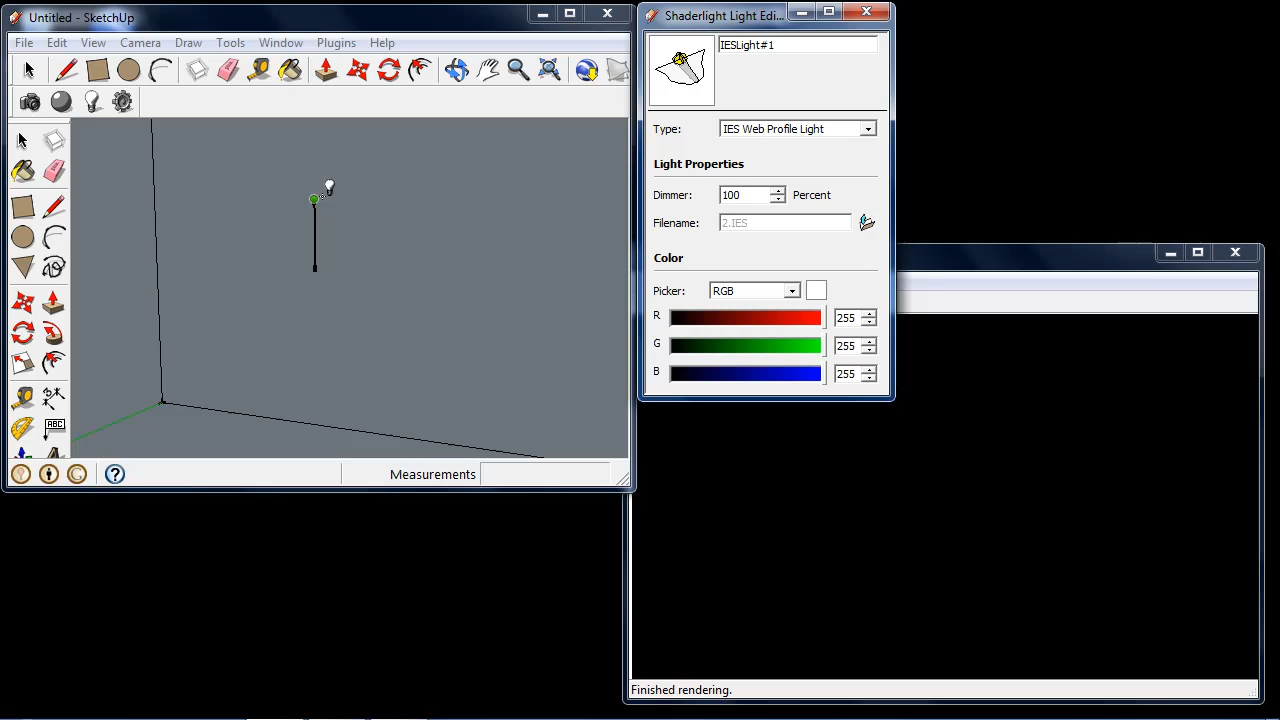 Untitled - SketchUp
File Edit View Camera Draw Tools Window Plugins Help
ABC
Measurements
Shaderlight Light Edi...
IESLight#1
Type: IES Web Profile Light
Light Properties
Dimmer: 100 Percent
Filename: 2.IES
Color
Picker: RGB
R 255
G 255
B 255
Finished rendering.